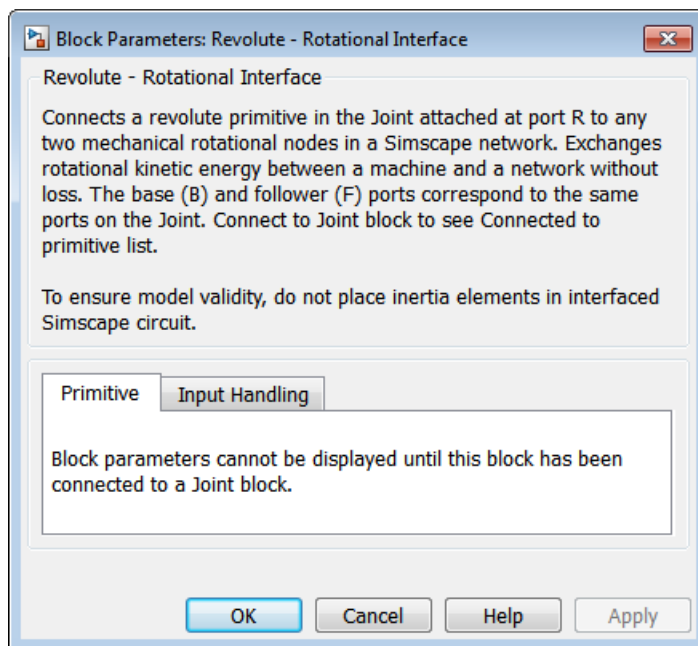 Block Parameters: Revolute - Rotational Interface
Revolute - Rotational Interface
Connects a revolute primitive in the Joint attached at port R to any
two mechanical rotational nodes in a Simscape network. Exchanges
rotational kinetic energy between a machine and a network without
loss. The base (B) and follower (F) ports correspond to the same
ports on the Joint. Connect to Joint block to see Connected to
primitive list.
To ensure model validity, do not place inertia elements in interfaced
Simscape circuit.
Primitive
Input Handling
Block parameters cannot be displayed until this block has been
connected to a Joint block.
OK
Cancel
Help
Apply